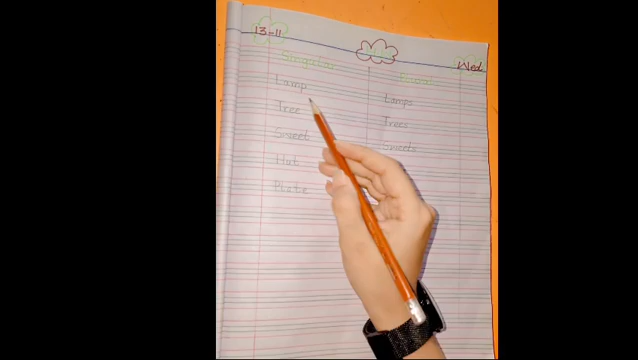 13-11 Wed
Singular Plural
Lamp Lamps
Tree Trees
Sweet Sweets
Hut
Plate